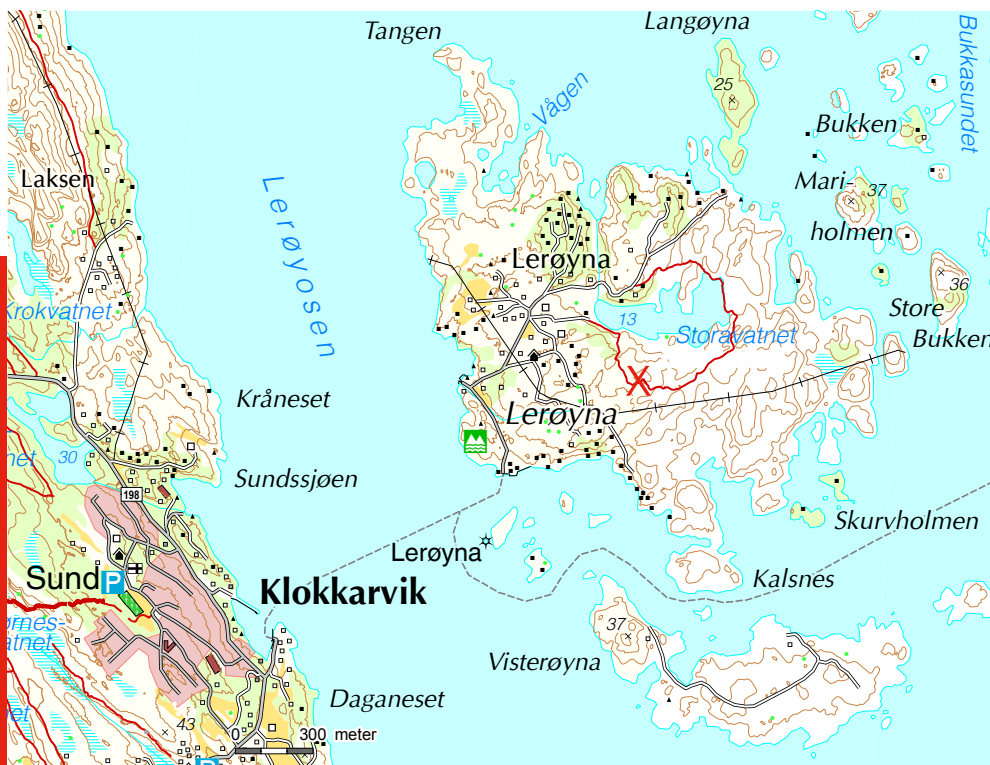 Tangen
Langøyna
Bukkasundet
25
Vågen
Bukken
Laksen
Lerøyosen
Mari-
37
holmen
Lerøyna
36
Krokvatnet
13
Storavatnet
Store
Bukken
X
Kråneset
Lerøyna
30
Sundssjøen
198
Skurvholmen
Lerøyna
Sund
P
Klokkarvik
Kalsnes
37
Visterøyna
Daganeset
43
0 300 meter